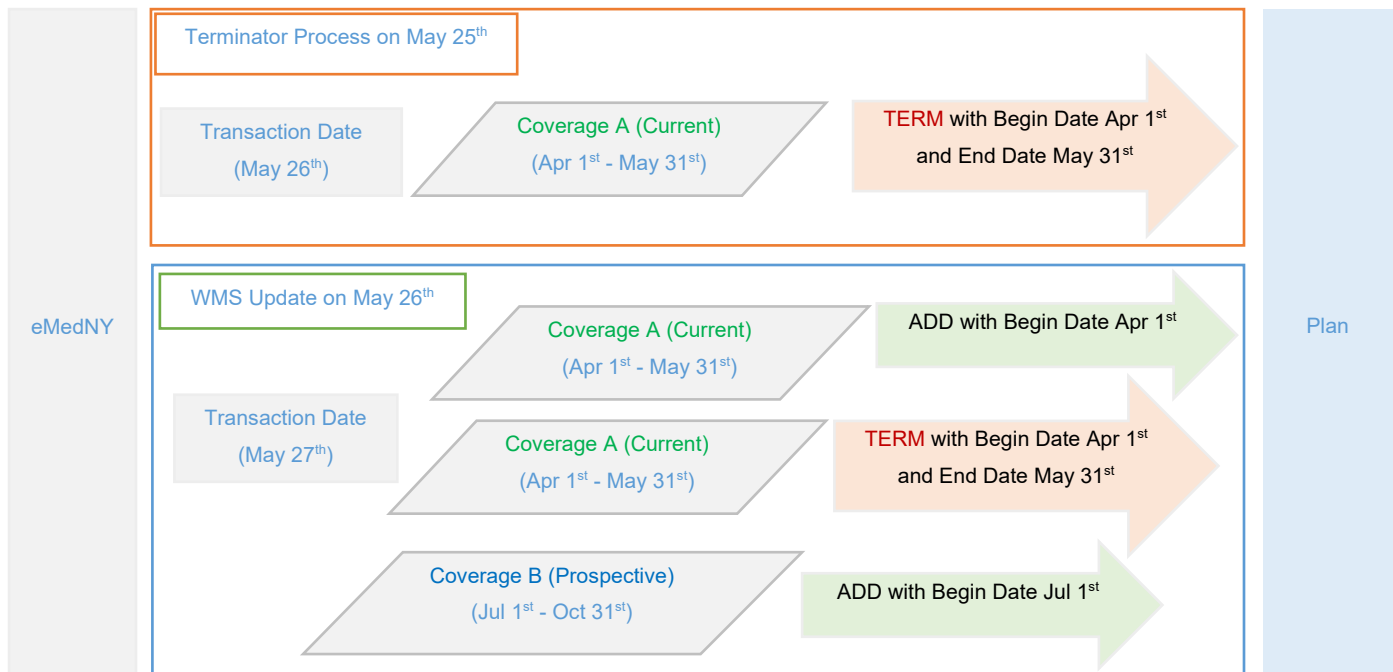 eMedNY
Terminator Process on May 25th
Transaction Date
(May 26th)
Coverage A (Current)
(Apr 1st - May 31st)
TERM with Begin Date Apr 1st
and End Date May 31st
WMS Update on May 26th
Transaction Date
(May 27th)
Coverage A (Current)
(Apr 1st - May 31st)
ADD with Begin Date Apr 1st
Coverage A (Current)
(Apr 1st - May 31st)
TERM with Begin Date Apr 1st
and End Date May 31st
Coverage B (Prospective)
(Jul 1st - Oct 31st)
ADD with Begin Date Jul 1st
Plan